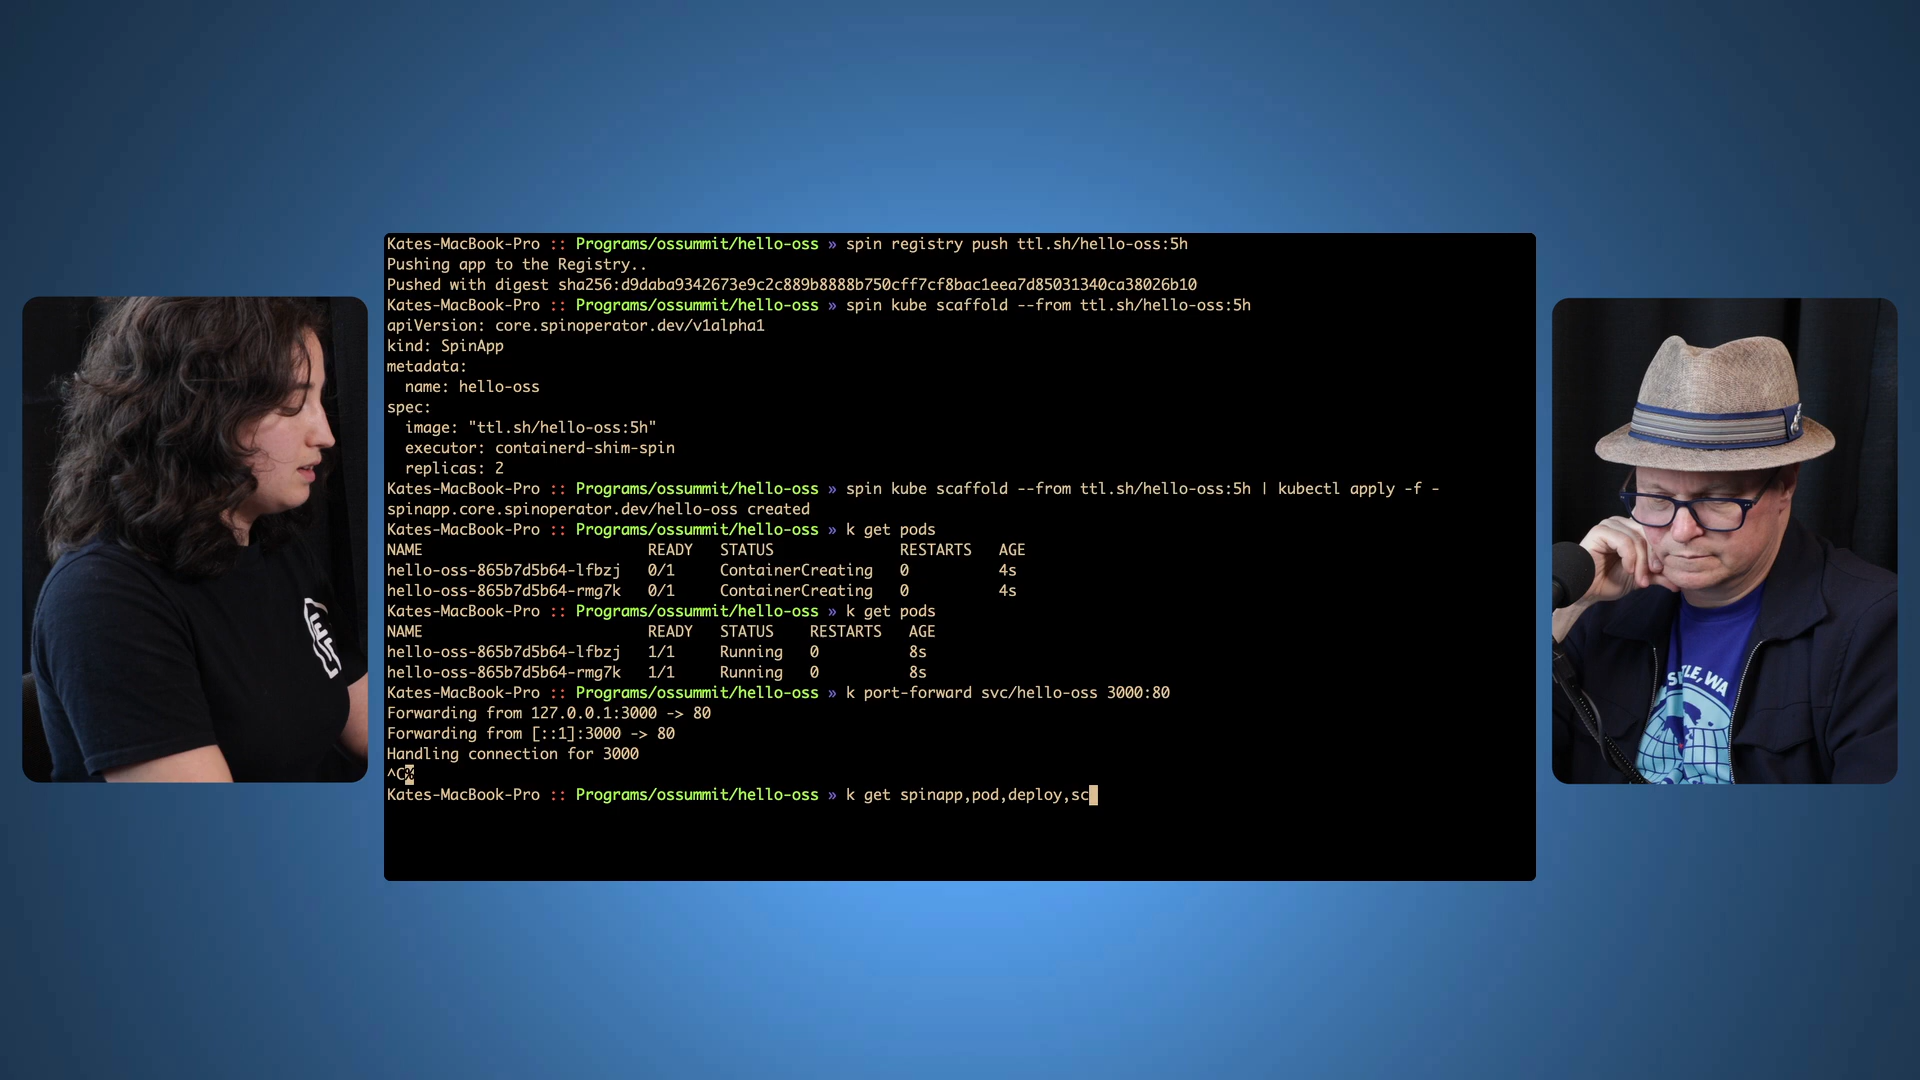 Kates-MacBook-Pro :: Programs/ossummit/hello-oss » spin registry push ttl.sh/hello-oss:5h
Pushing app to the Registry..
Pushed with digest sha256:d9daba9342673e9c2c889b8888b750cff7cf8bac1eea7d85031340ca38026b10
Kates-MacBook-Pro :: Programs/ossummit/hello-oss » spin kube scaffold --from ttl.sh/hello-oss:5h
apiVersion: core.spinoperator.dev/v1alpha1
kind: SpinApp
metadata:
  name: hello-oss
spec:
  image: "ttl.sh/hello-oss:5h"
  executor: containerd-shim-spin
  replicas: 2
Kates-MacBook-Pro :: Programs/ossummit/hello-oss » spin kube scaffold --from ttl.sh/hello-oss:5h | kubectl apply -f -
spinapp.core.spinoperator.dev/hello-oss created
Kates-MacBook-Pro :: Programs/ossummit/hello-oss » k get pods
NAME                         READY   STATUS              RESTARTS   AGE
hello-oss-865b7d5b64-lfbzj   0/1     ContainerCreating   0          4s
hello-oss-865b7d5b64-rmg7k   0/1     ContainerCreating   0          4s
Kates-MacBook-Pro :: Programs/ossummit/hello-oss » k get pods
NAME                         READY   STATUS    RESTARTS   AGE
hello-oss-865b7d5b64-lfbzj   1/1     Running   0          8s
hello-oss-865b7d5b64-rmg7k   1/1     Running   0          8s
Kates-MacBook-Pro :: Programs/ossummit/hello-oss » k port-forward svc/hello-oss 3000:80
Forwarding from 127.0.0.1:3000 -> 80
Forwarding from [::1]:3000 -> 80
Handling connection for 3000
^C%
Kates-MacBook-Pro :: Programs/ossummit/hello-oss » k get spinapp,pod,deploy,sc
TLE, WA